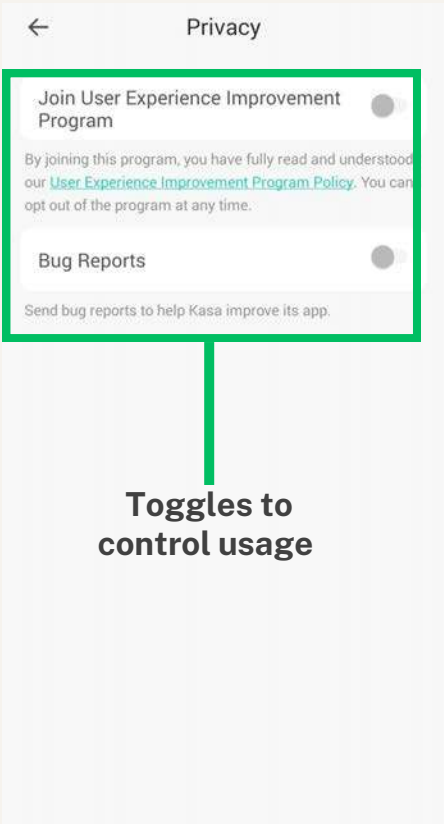 Privacy
Join User Experience Improvement
Program
By joining this program, you have fully read and understood
our User Experience Improvement Program Policy. You can
opt out of the program at any time.
Bug Reports
Send bug reports to help Kasa improve its app.
Toggles to
control usage